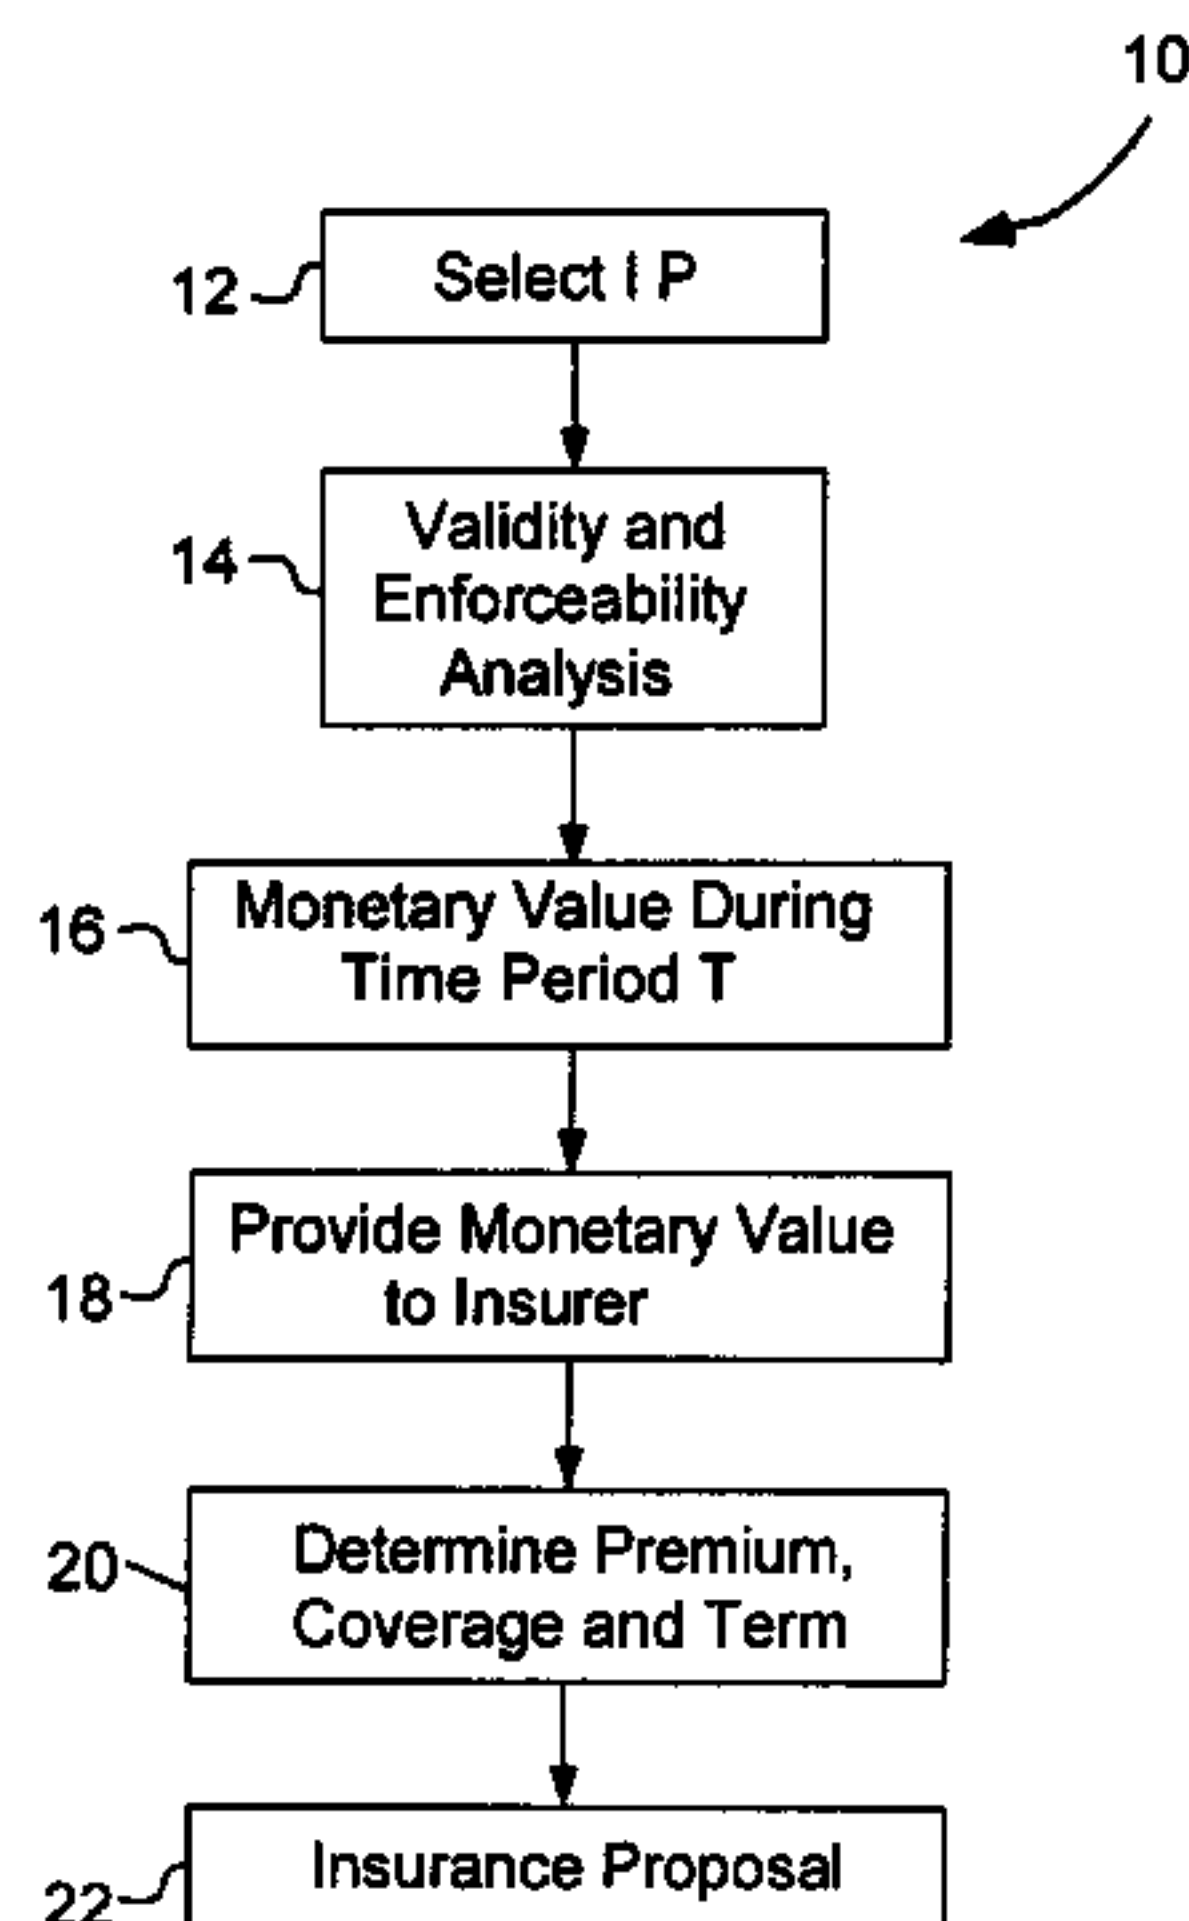 10
12
Select I P
14
Validity and
Enforceability
Analysis
16
Monetary Value During
Time Period T
18
Provide Monetary Value
to Insurer
20
Determine Premium,
Coverage and Term
22
Insurance Proposal